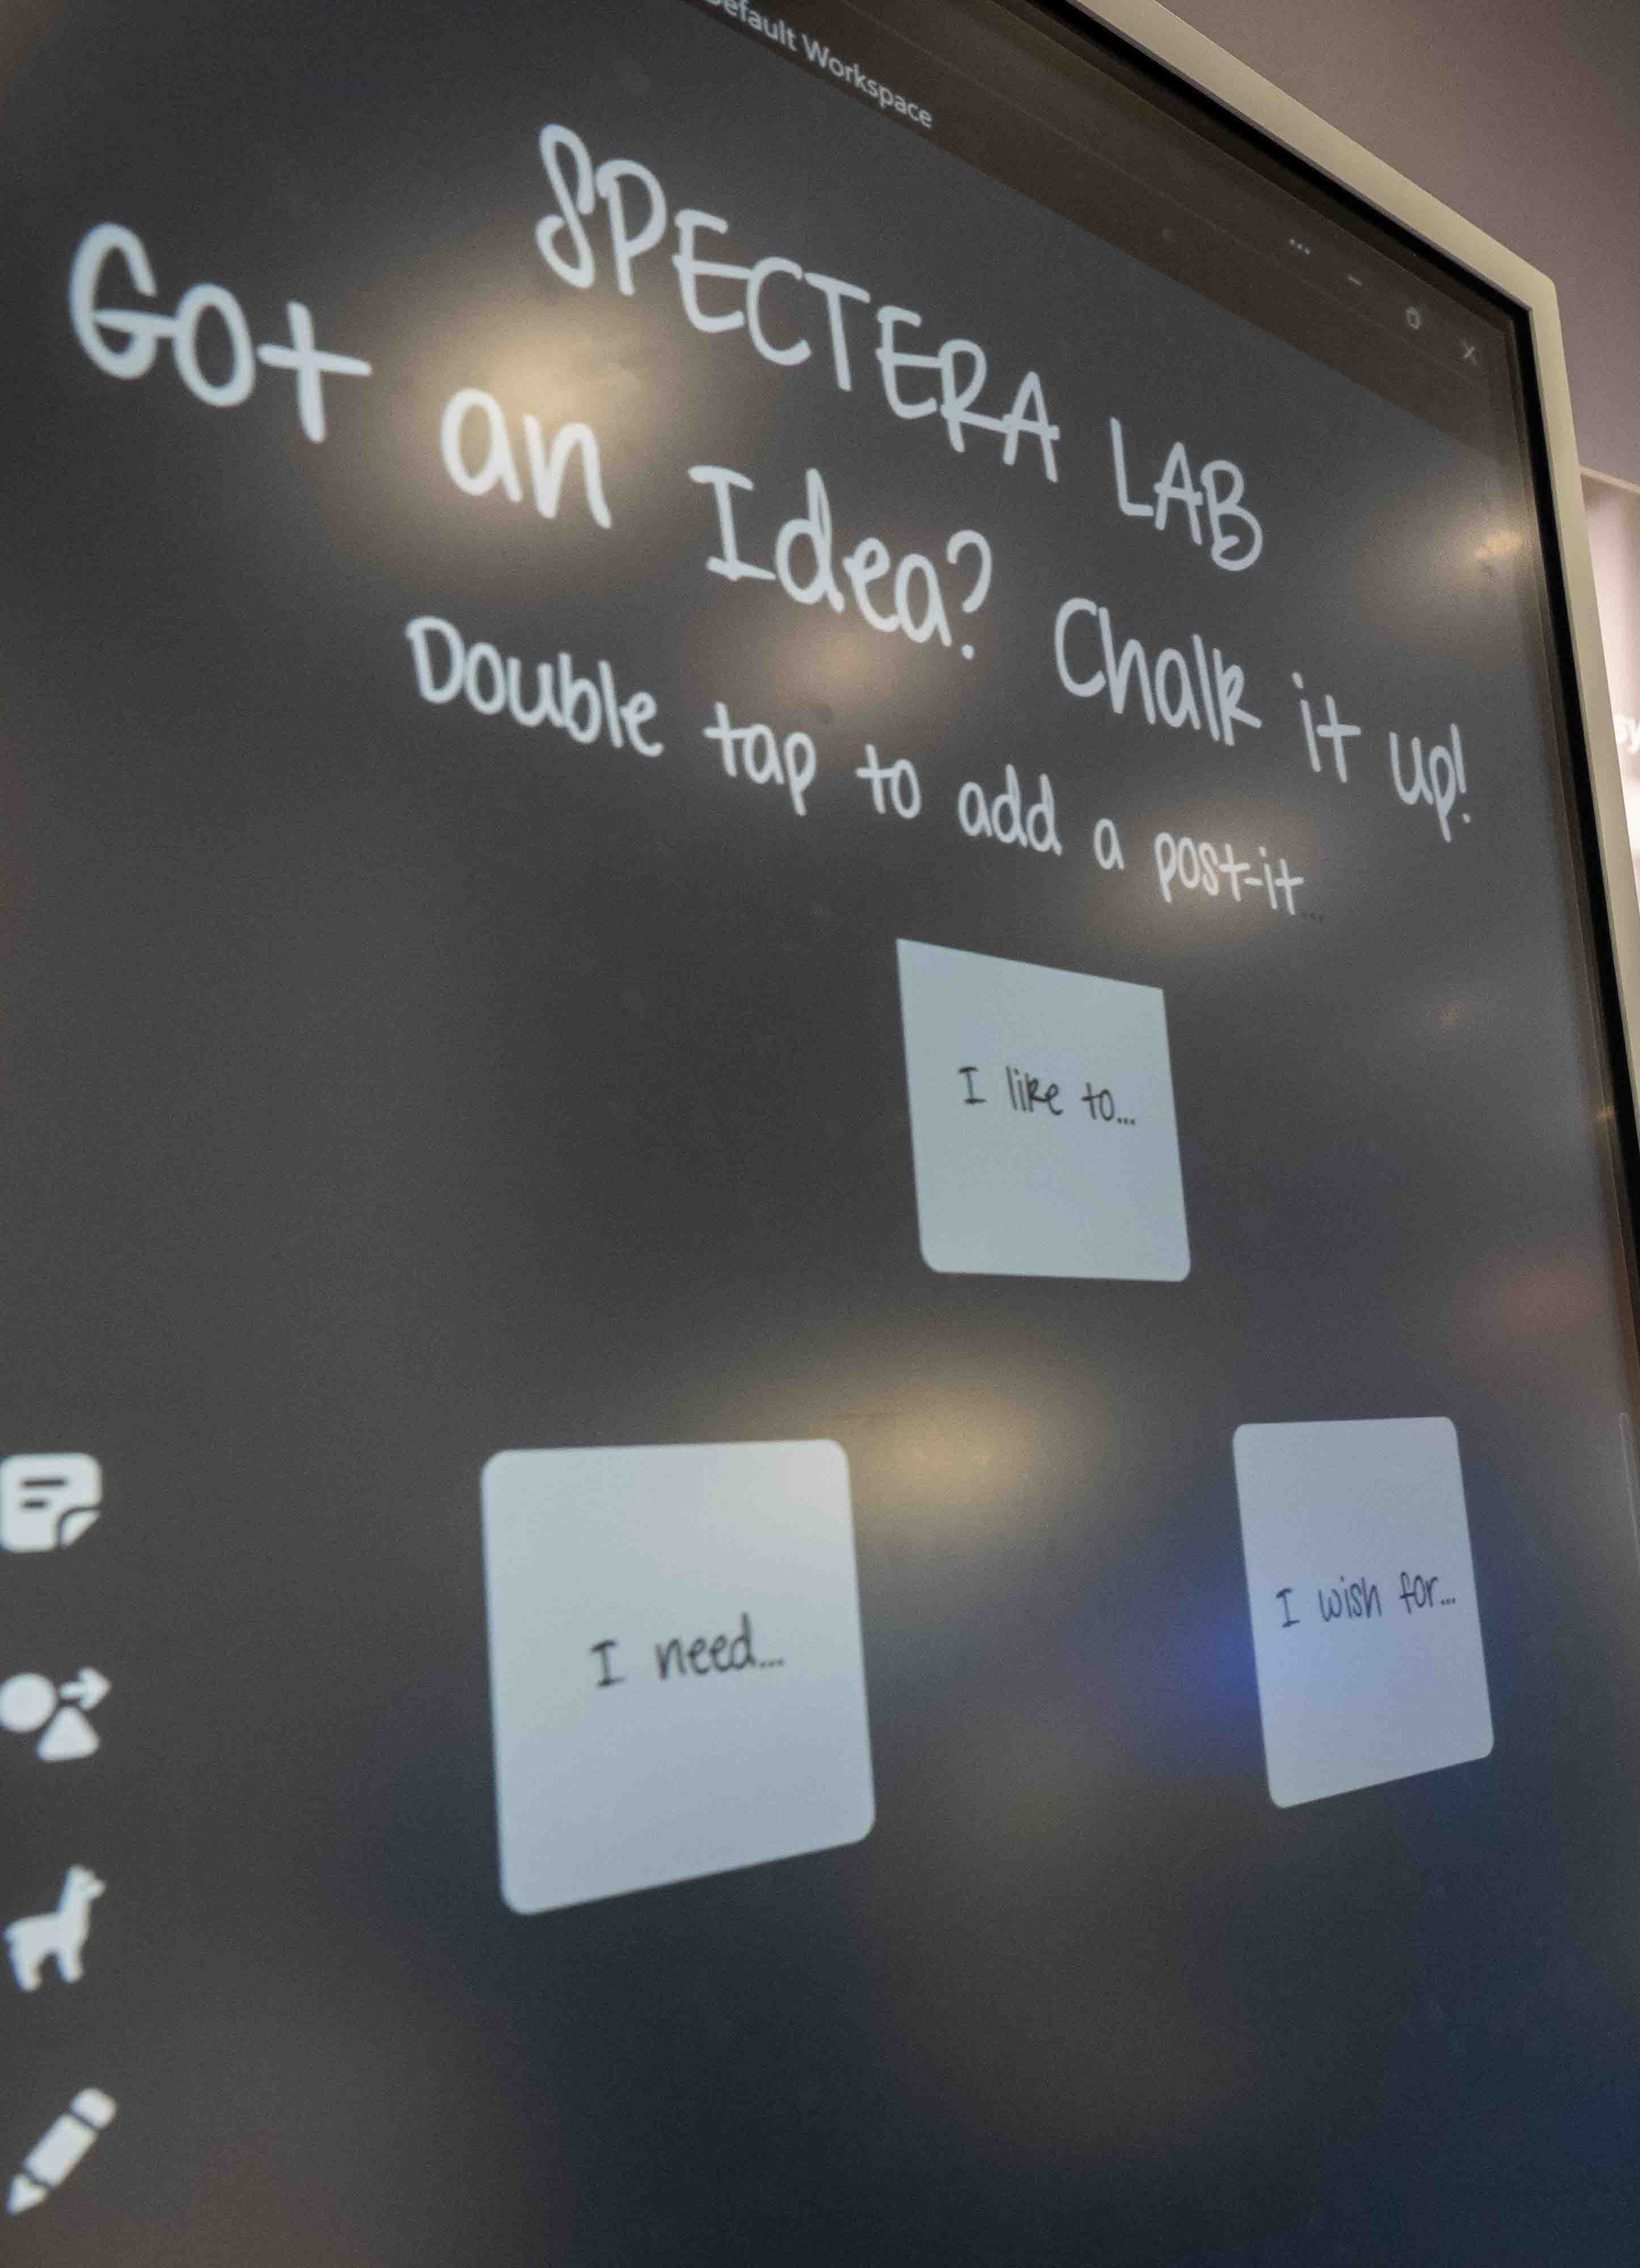 Default Workspace
SPECTERA LAB
Got an Idea? Chalk it up!
Double tap to add a post-it...
I like to...
I need...
I wish for...